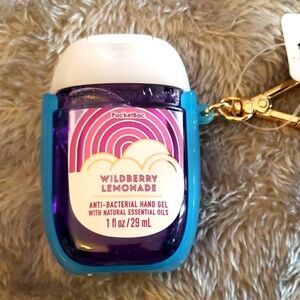 PocketBac
WILDBERRY
LEMONADE
ANTI-BACTERIAL HAND GEL
WITH NATURAL ESSENTIAL OILS
1 fl oz / 29 mL